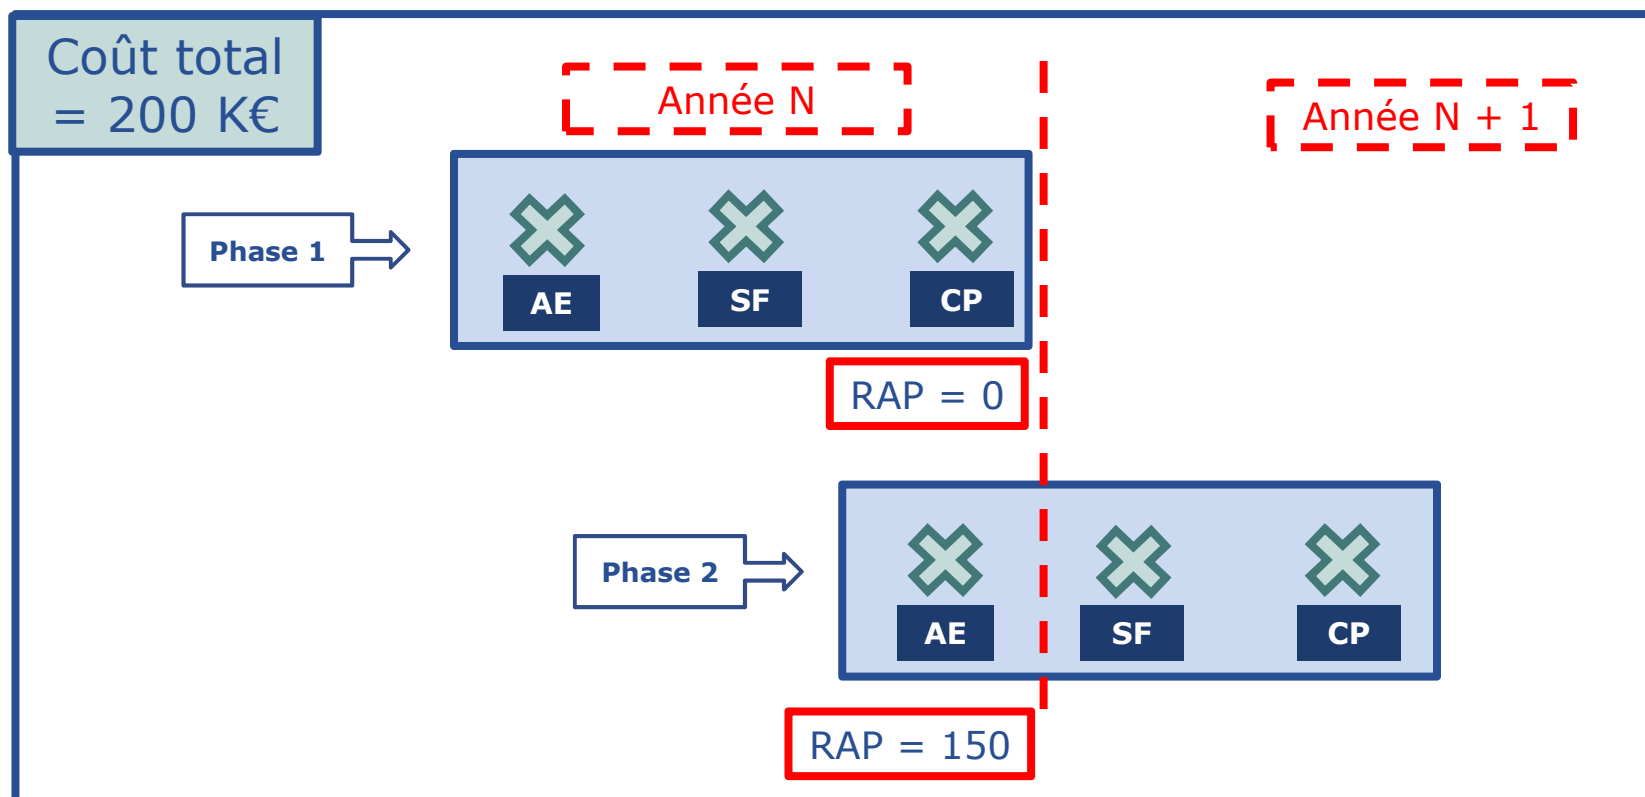 Coût total
= 200 K€
Année N
Année N + 1
Phase 1
AE
SF
CP
RAP = 0
Phase 2
AE
SF
CP
RAP = 150